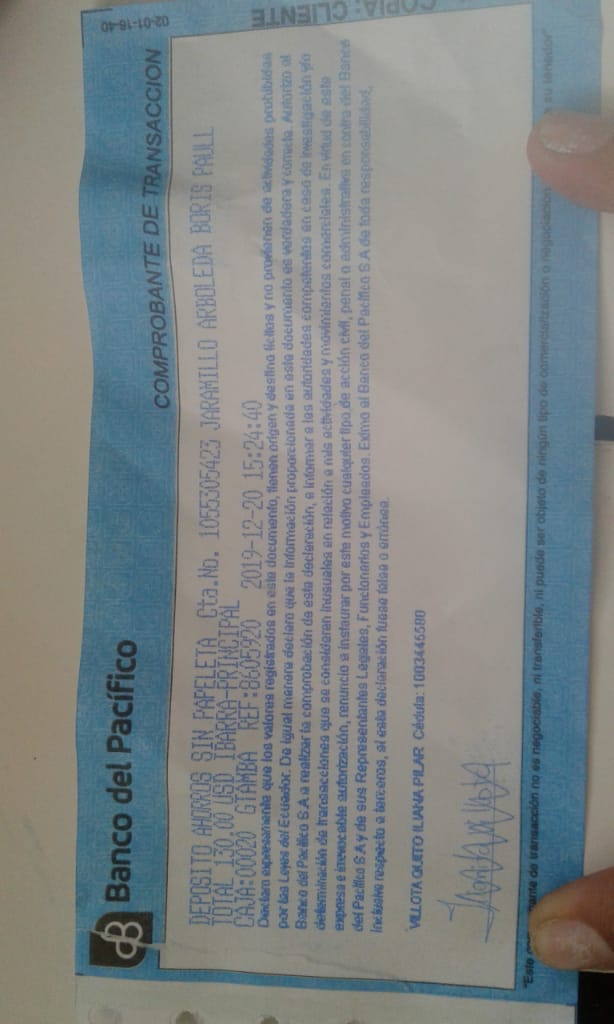 Banco del Pacífico
COMPROBANTE DE TRANSACCION
02-01-16-40
COPIA: CLIENTE
DEPOSITO AHORROS SIN PAPELETA Cta.No. 1055305423 JARAMILLO ARBOLEDA BORIS PAULL
TOTAL 130.00 USD IBARRA-PRINCIPAL
CAJA:00020 GTAMBA REF:8605920 2019-12-20 15:24:40
Declaro expresamente que los valores registrados en este documento, tienen origen y destino lícitos y no provienen de actividades prohibidas
por las Leyes del Ecuador. De igual manera declaro que la información proporcionada en este documento es verdadera y correcta. Autorizo al
Banco del Pacífico S.A a realizar la comprobación de esta declaración, e informar a las autoridades competentes en caso de investigación y/o
determinación de transacciones que se consideren inusuales en relación a mis actividades y movimientos comerciales. En virtud de esta
expresa e irrevocable autorización, renuncio a instaurar por este motivo cualquier tipo de acción civil, penal o administrativa en contra del Banco
del Pacífico S.A y de sus Representantes Legales, Funcionarios y Empleados. Eximo al Banco del Pacífico S.A de toda responsabilidad,
inclusive respecto a terceros, si esta declaración fuese falsa o errónea.
VILLOTA QUITO ILIANA PILAR Cédula: 1003446580
"Este de transacción no es negociable, ni transferible, ni puede ser objeto de ningún tipo de comercialización o negociación su tenedor"